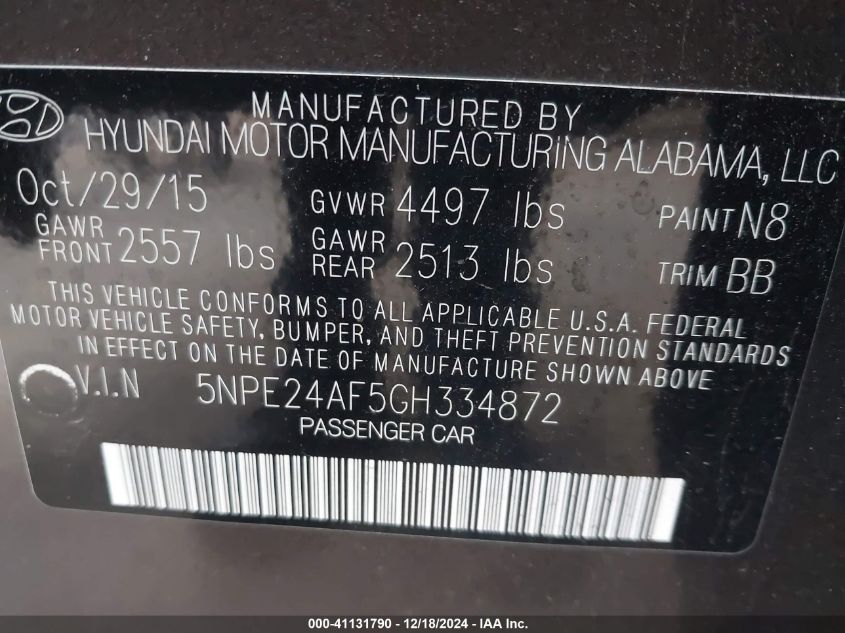 MANUFACTURED BY
HYUNDAI MOTOR MANUFACTURING ALABAMA, LLC
Oct/29/15 GVWR 4497 lbs PAINT N8
GAWR FRONT 2557 lbs GAWR REAR 2513 lbs TRIM BB
THIS VEHICLE CONFORMS TO ALL APPLICABLE U.S.A. FEDERAL
MOTOR VEHICLE SAFETY, BUMPER, AND THEFT PREVENTION STANDARDS
IN EFFECT ON THE DATE OF MANUFACTURE SHOWN ABOVE
V.I.N 5NPE24AF5GH334872
PASSENGER CAR
000-41131790 - 12/18/2024 - IAA Inc.